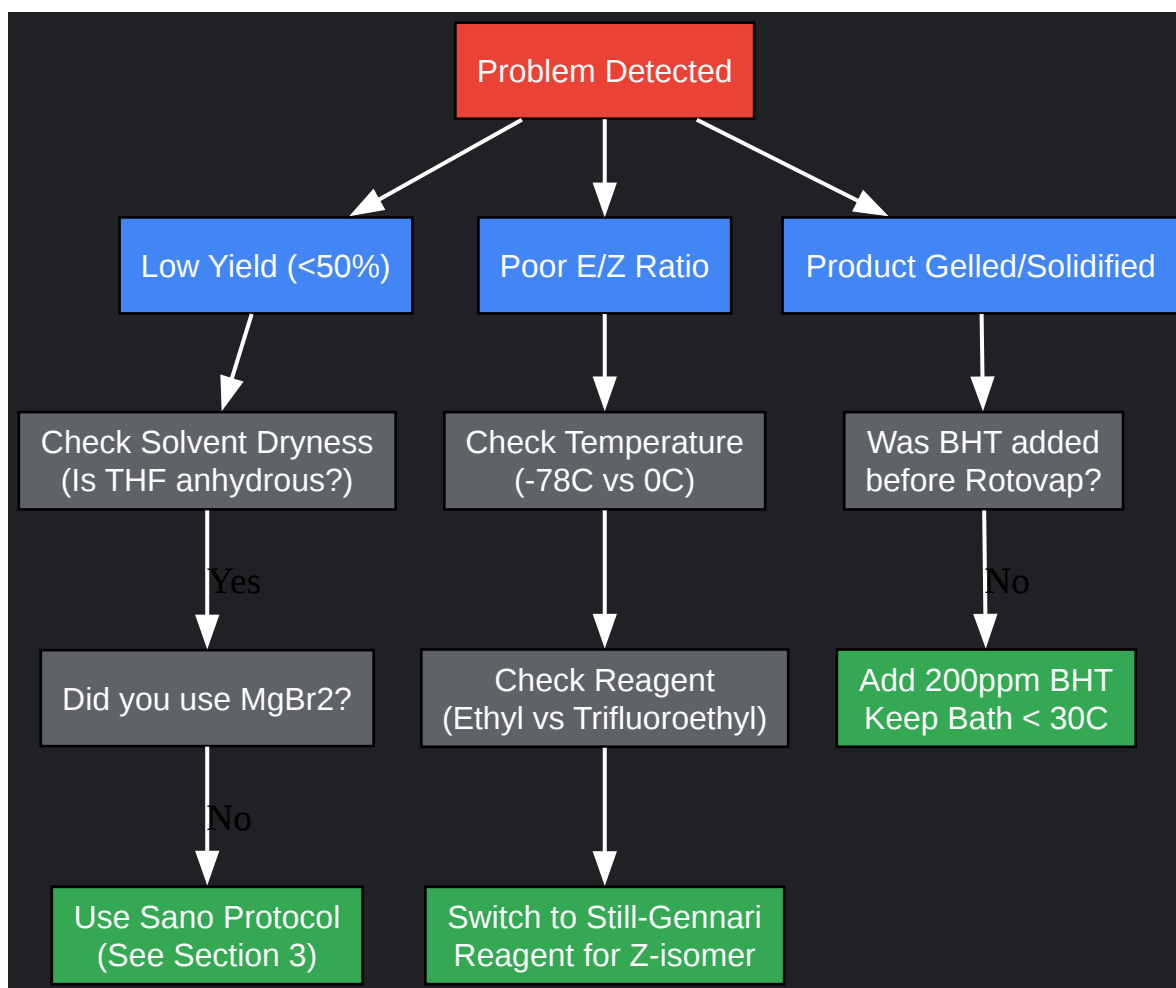 Problem Detected
Low Yield (<50%)
Poor E/Z Ratio
Product Gelled/Solidified
Check Solvent Dryness
(Is THF anhydrous?)
Check Temperature
(-78C vs 0C)
Was BHT added
before Rotovap?
Yes
No
Did you use MgBr2?
Check Reagent
(Ethyl vs Trifluoroethyl)
Add 200ppm BHT
Keep Bath < 30C
No
Use Sano Protocol
(See Section 3)
Switch to Still-Gennari
Reagent for Z-isomer